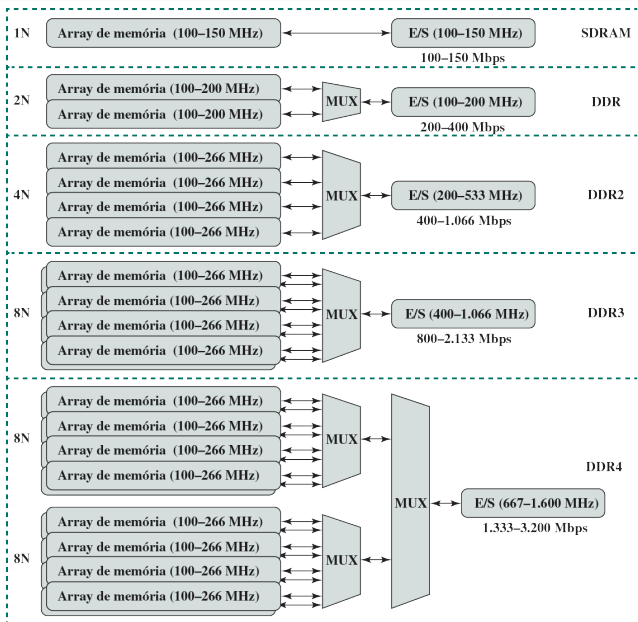 1N Array de memória (100–150 MHz) E/S (100–150 MHz) SDRAM
100–150 Mbps
2N
Array de memória (100–200 MHz)
Array de memória (100–200 MHz)
MUX
E/S (100–200 MHz)
DDR
200–400 Mbps
4N
Array de memória (100–266 MHz)
Array de memória (100–266 MHz)
Array de memória (100–266 MHz)
Array de memória (100–266 MHz)
MUX
E/S (200–533 MHz)
DDR2
400–1.066 Mbps
8N
Array de memória (100–266 MHz)
Array de memória (100–266 MHz)
Array de memória (100–266 MHz)
Array de memória (100–266 MHz)
MUX
E/S (400–1.066 MHz)
DDR3
800–2.133 Mbps
8N
Array de memória (100–266 MHz)
Array de memória (100–266 MHz)
Array de memória (100–266 MHz)
Array de memória (100–266 MHz)
MUX
8N
Array de memória (100–266 MHz)
Array de memória (100–266 MHz)
Array de memória (100–266 MHz)
Array de memória (100–266 MHz)
MUX
MUX
DDR4
E/S (667–1.600 MHz)
1.333–3.200 Mbps